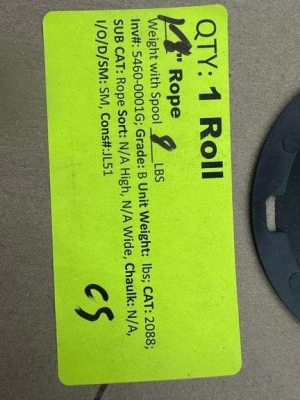 QTY: 1 Roll
" Rope
Weight with Spool 8 LBS
Inv#: 5460-0001G; Grade: B Unit Weight: lbs; CAT: 2088;
SUB CAT: Rope Sort: N/A High, N/A Wide, Chaulk: N/A,
I/O/D/SM: SM, Cons#:JL51
CS